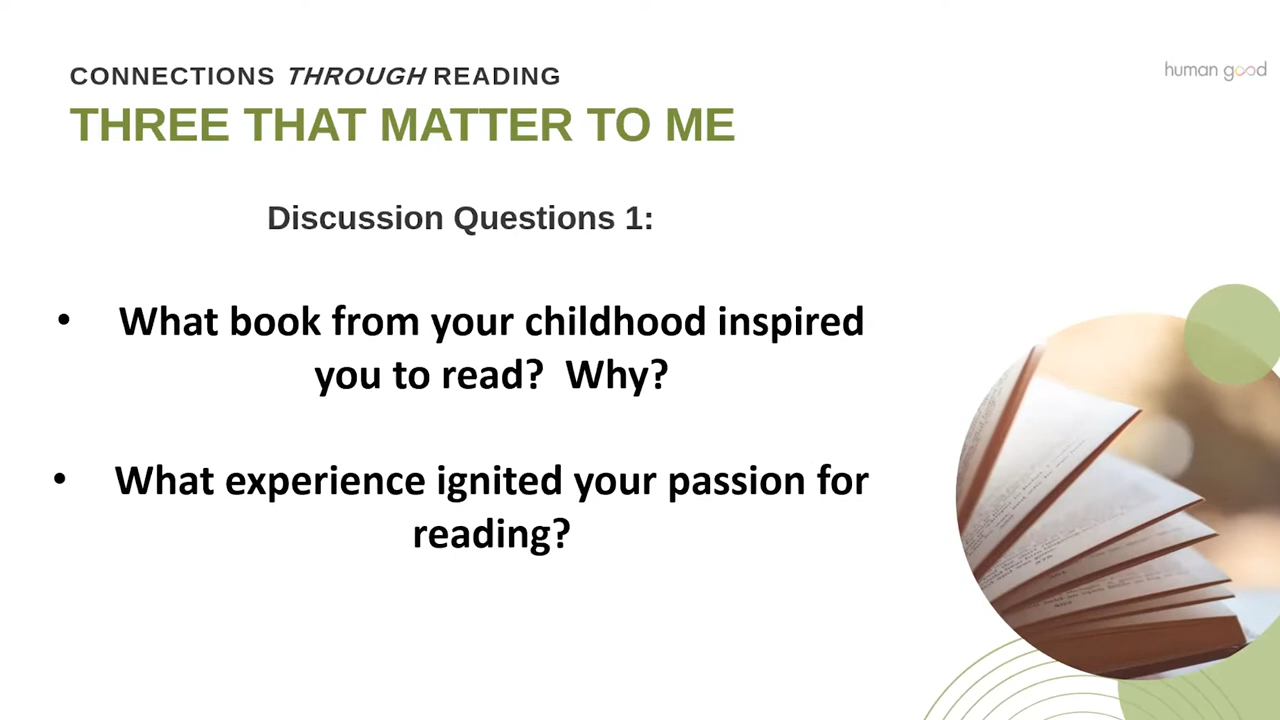 CONNECTIONS THROUGH READING
human good
THREE THAT MATTER TO ME
Discussion Questions 1:
• What book from your childhood inspired
you to read?  Why?
• What experience ignited your passion for
reading?